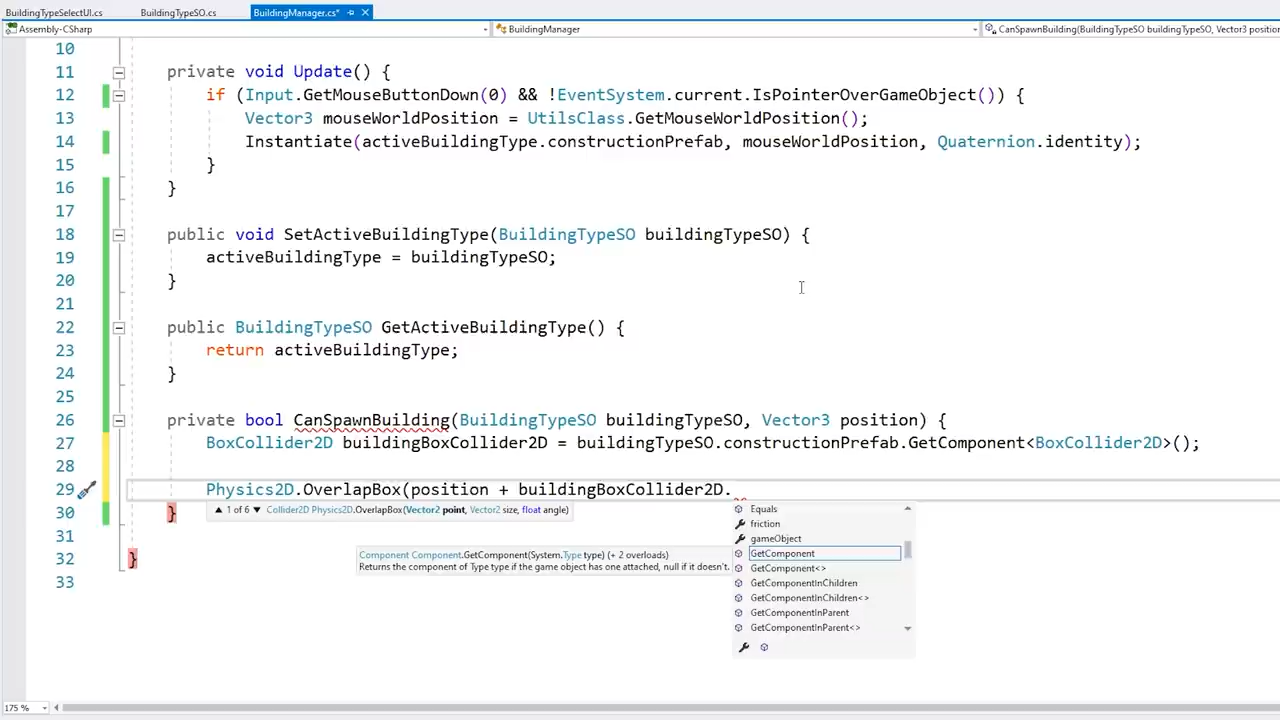 BuildingTypeSelectUI.cs BuildingTypeSO.cs BuildingManager.cs*
Assembly-CSharp BuildingManager CanSpawnBuilding(BuildingTypeSO buildingTypeSO, Vector3 position
10
11 private void Update() {
12 if (Input.GetMouseButtonDown(0) && !EventSystem.current.IsPointerOverGameObject()) {
13 Vector3 mouseWorldPosition = UtilsClass.GetMouseWorldPosition();
14 Instantiate(activeBuildingType.constructionPrefab, mouseWorldPosition, Quaternion.identity);
15 }
16 }
17
18 public void SetActiveBuildingType(BuildingTypeSO buildingTypeSO) {
19 activeBuildingType = buildingTypeSO;
20 }
21
22 public BuildingTypeSO GetActiveBuildingType() {
23 return activeBuildingType;
24 }
25
26 private bool CanSpawnBuilding(BuildingTypeSO buildingTypeSO, Vector3 position) {
27 BoxCollider2D buildingBoxCollider2D = buildingTypeSO.constructionPrefab.GetComponent<BoxCollider2D>();
28
29 Physics2D.OverlapBox(position + buildingBoxCollider2D.
30 }
▲ 1 of 6 ▼ Collider2D Physics2D.OverlapBox(Vector2 point, Vector2 size, float angle)
31
32 }
33
Equals
friction
gameObject
GetComponent
GetComponent<>
GetComponentInChildren
GetComponentInChildren<>
GetComponentInParent
GetComponentInParent<>
Component Component.GetComponent(System.Type type) (+ 2 overloads)
Returns the component of Type type if the game object has one attached, null if it doesn't.
175 %